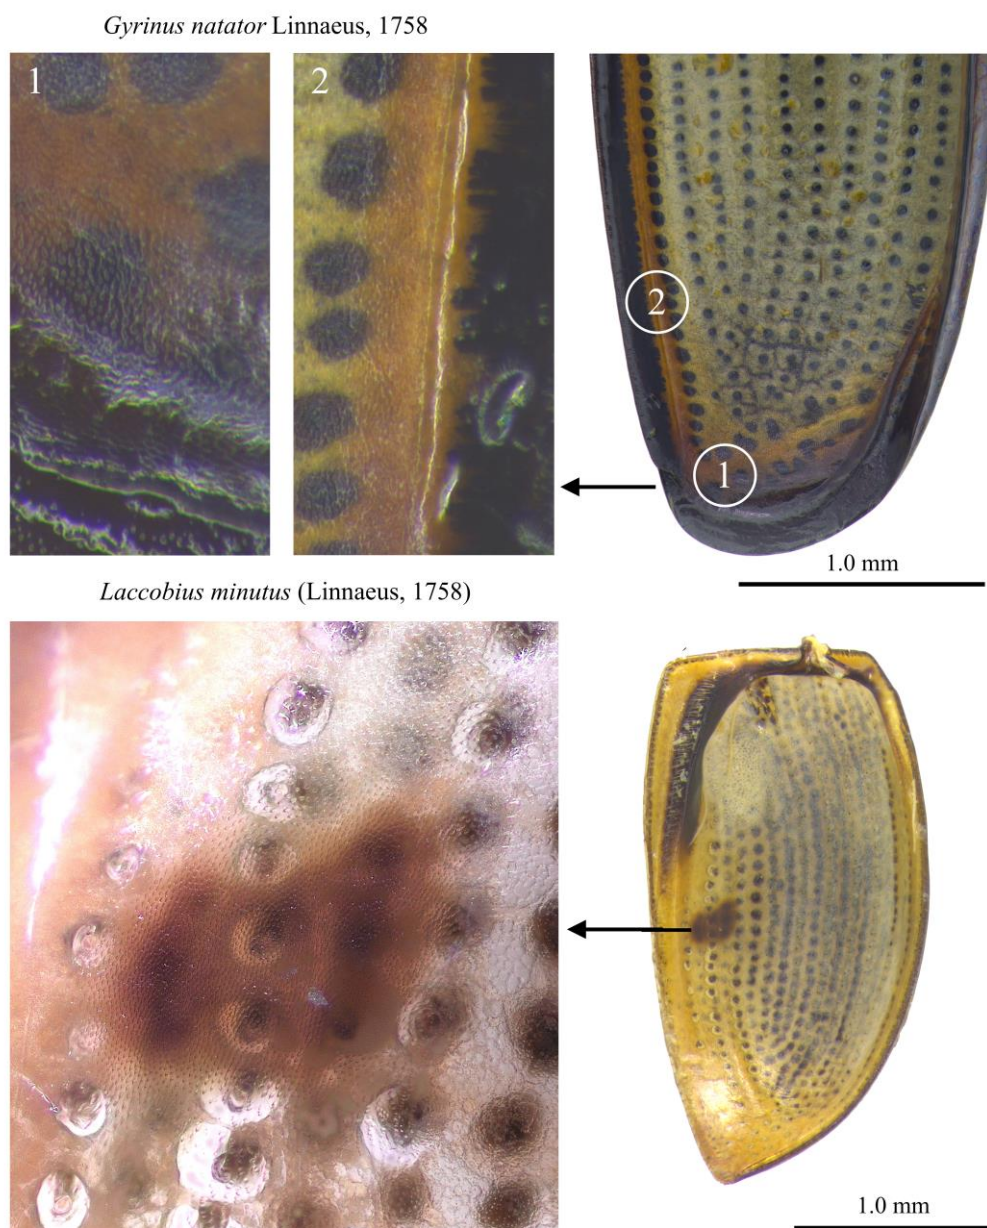 Gyrinus natator Linnaeus, 1758
1
2
2
1
1.0 mm
Laccobius minutus (Linnaeus, 1758)
1.0 mm